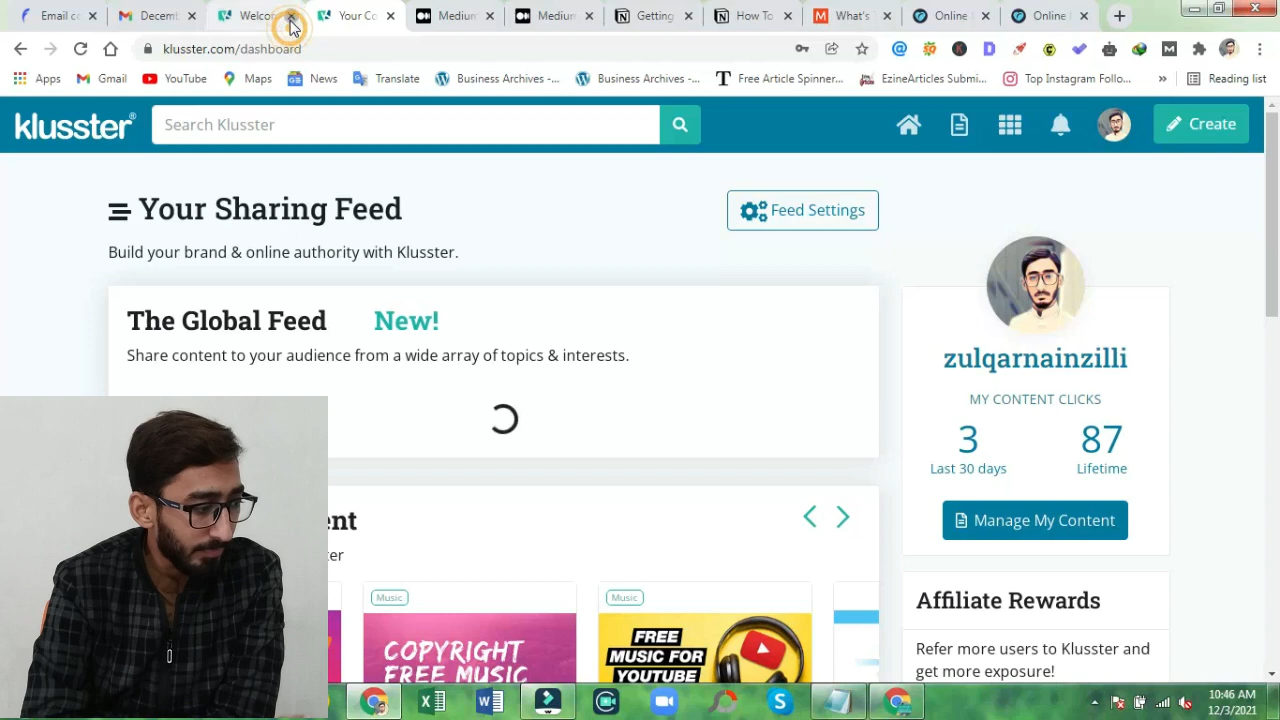 Email c
Decemb
Welco
Your Co
Medium
Medium
Getting
How To
What's
Online
Online
klusster.com/dashboard
Apps
Gmail
YouTube
Maps
News
Translate
Business Archives -...
Business Archives -...
Free Article Spinner...
EzineArticles Submi...
Top Instagram Follo...
»
Reading list
klusster®
Search Klusster
Create
Your Sharing Feed
Feed Settings
Build your brand & online authority with Klusster.
The Global Feed New!
Share content to your audience from a wide array of topics & interests.
zulqarnainzilli
MY CONTENT CLICKS
3 87
Last 30 days Lifetime
Manage My Content
ent
ter
Music
Music
COPYRIGHT
FREE MUSIC
FREE
MUSIC FOR
YOUTUBE
Affiliate Rewards
Refer more users to Klusster and
get more exposure!
10:46 AM
12/3/2021